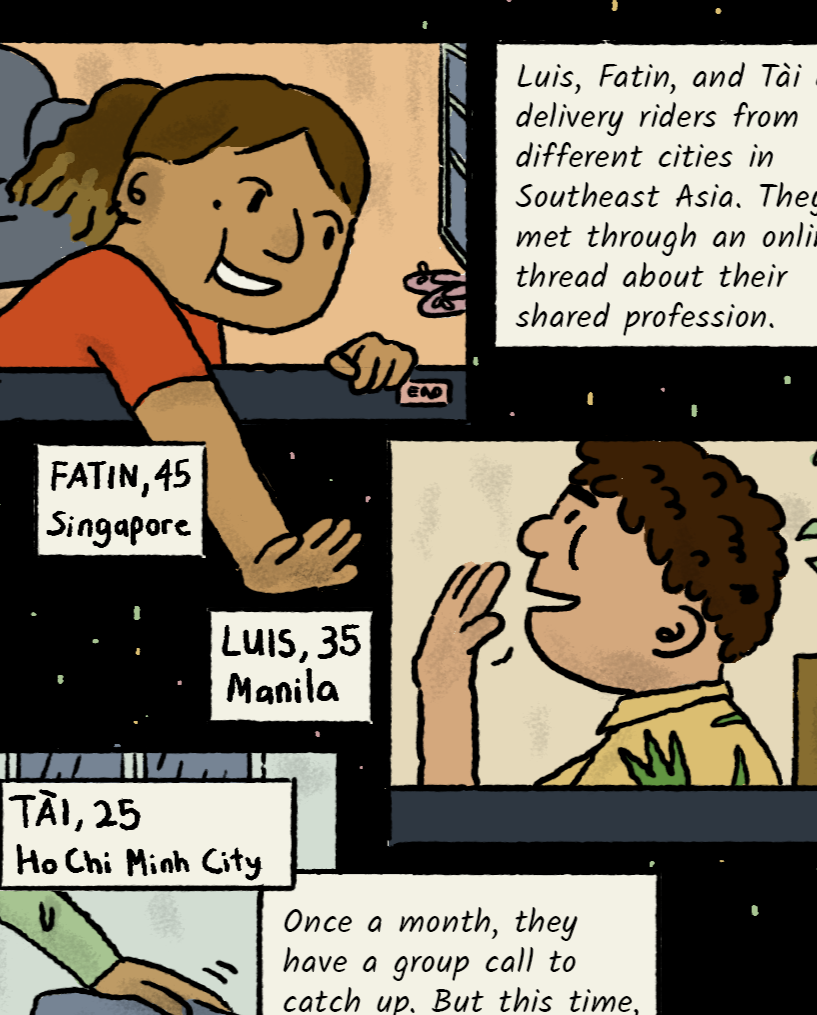 Luis, Fatin, and Tài
delivery riders from
different cities in
Southeast Asia. They
met through an onli
thread about their
shared profession.
END
FATIN, 45
Singapore
LUIS, 35
Manila
TÀI, 25
Ho Chi Minh City
Once a month, they
have a group call to
catch up. But this time,